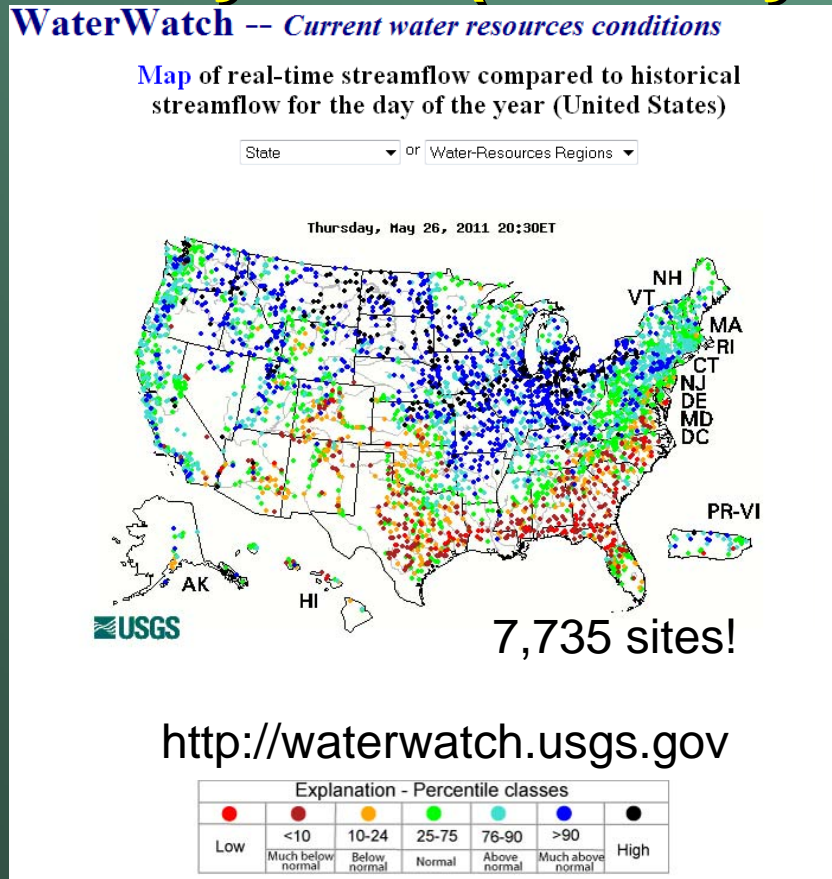 WaterWatch -- Current water resources conditions
Map of real-time streamflow compared to historical
streamflow for the day of the year (United States)
State or Water-Resources Regions
Thursday, May 26, 2011 20:30ET
NH
VT
MA
RI
CT
NJ
DE
MD
DC
PR-VI
AK
HI
USGS
7,735 sites!
http://waterwatch.usgs.gov
Explanation - Percentile classes
Low <10 10-24 25-75 76-90 >90 High
Much below normal Below normal Normal Above normal Much above normal